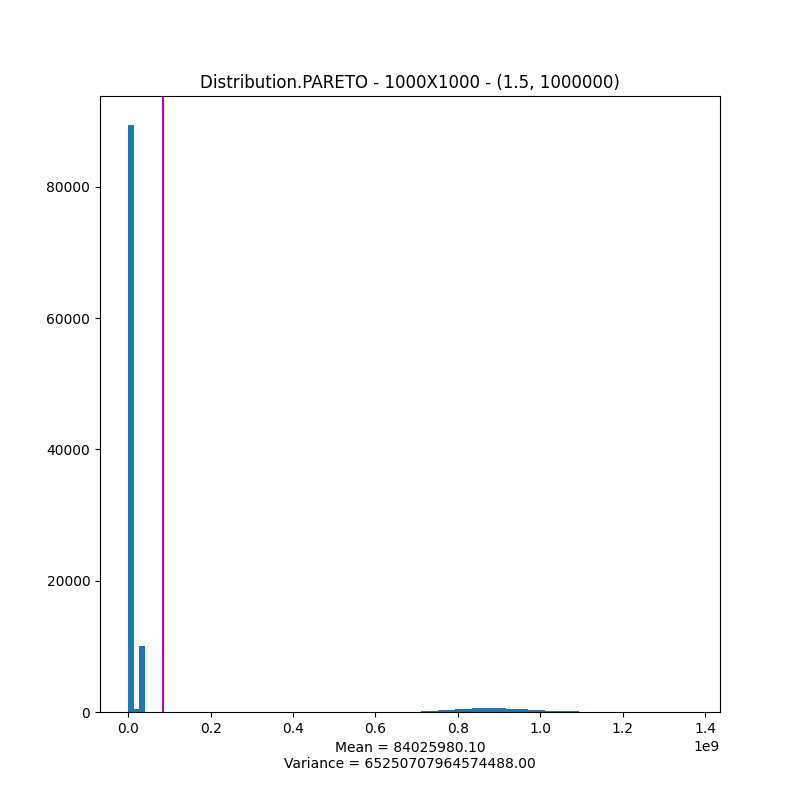 Distribution.PARETO - 1000X1000 - (1.5, 1000000)
80000
60000
40000
20000
0
0.0 0.2 0.4 0.6 0.8 1.0 1.2 1.4
1e9
Mean = 84025980.10
Variance = 65250707964574488.00